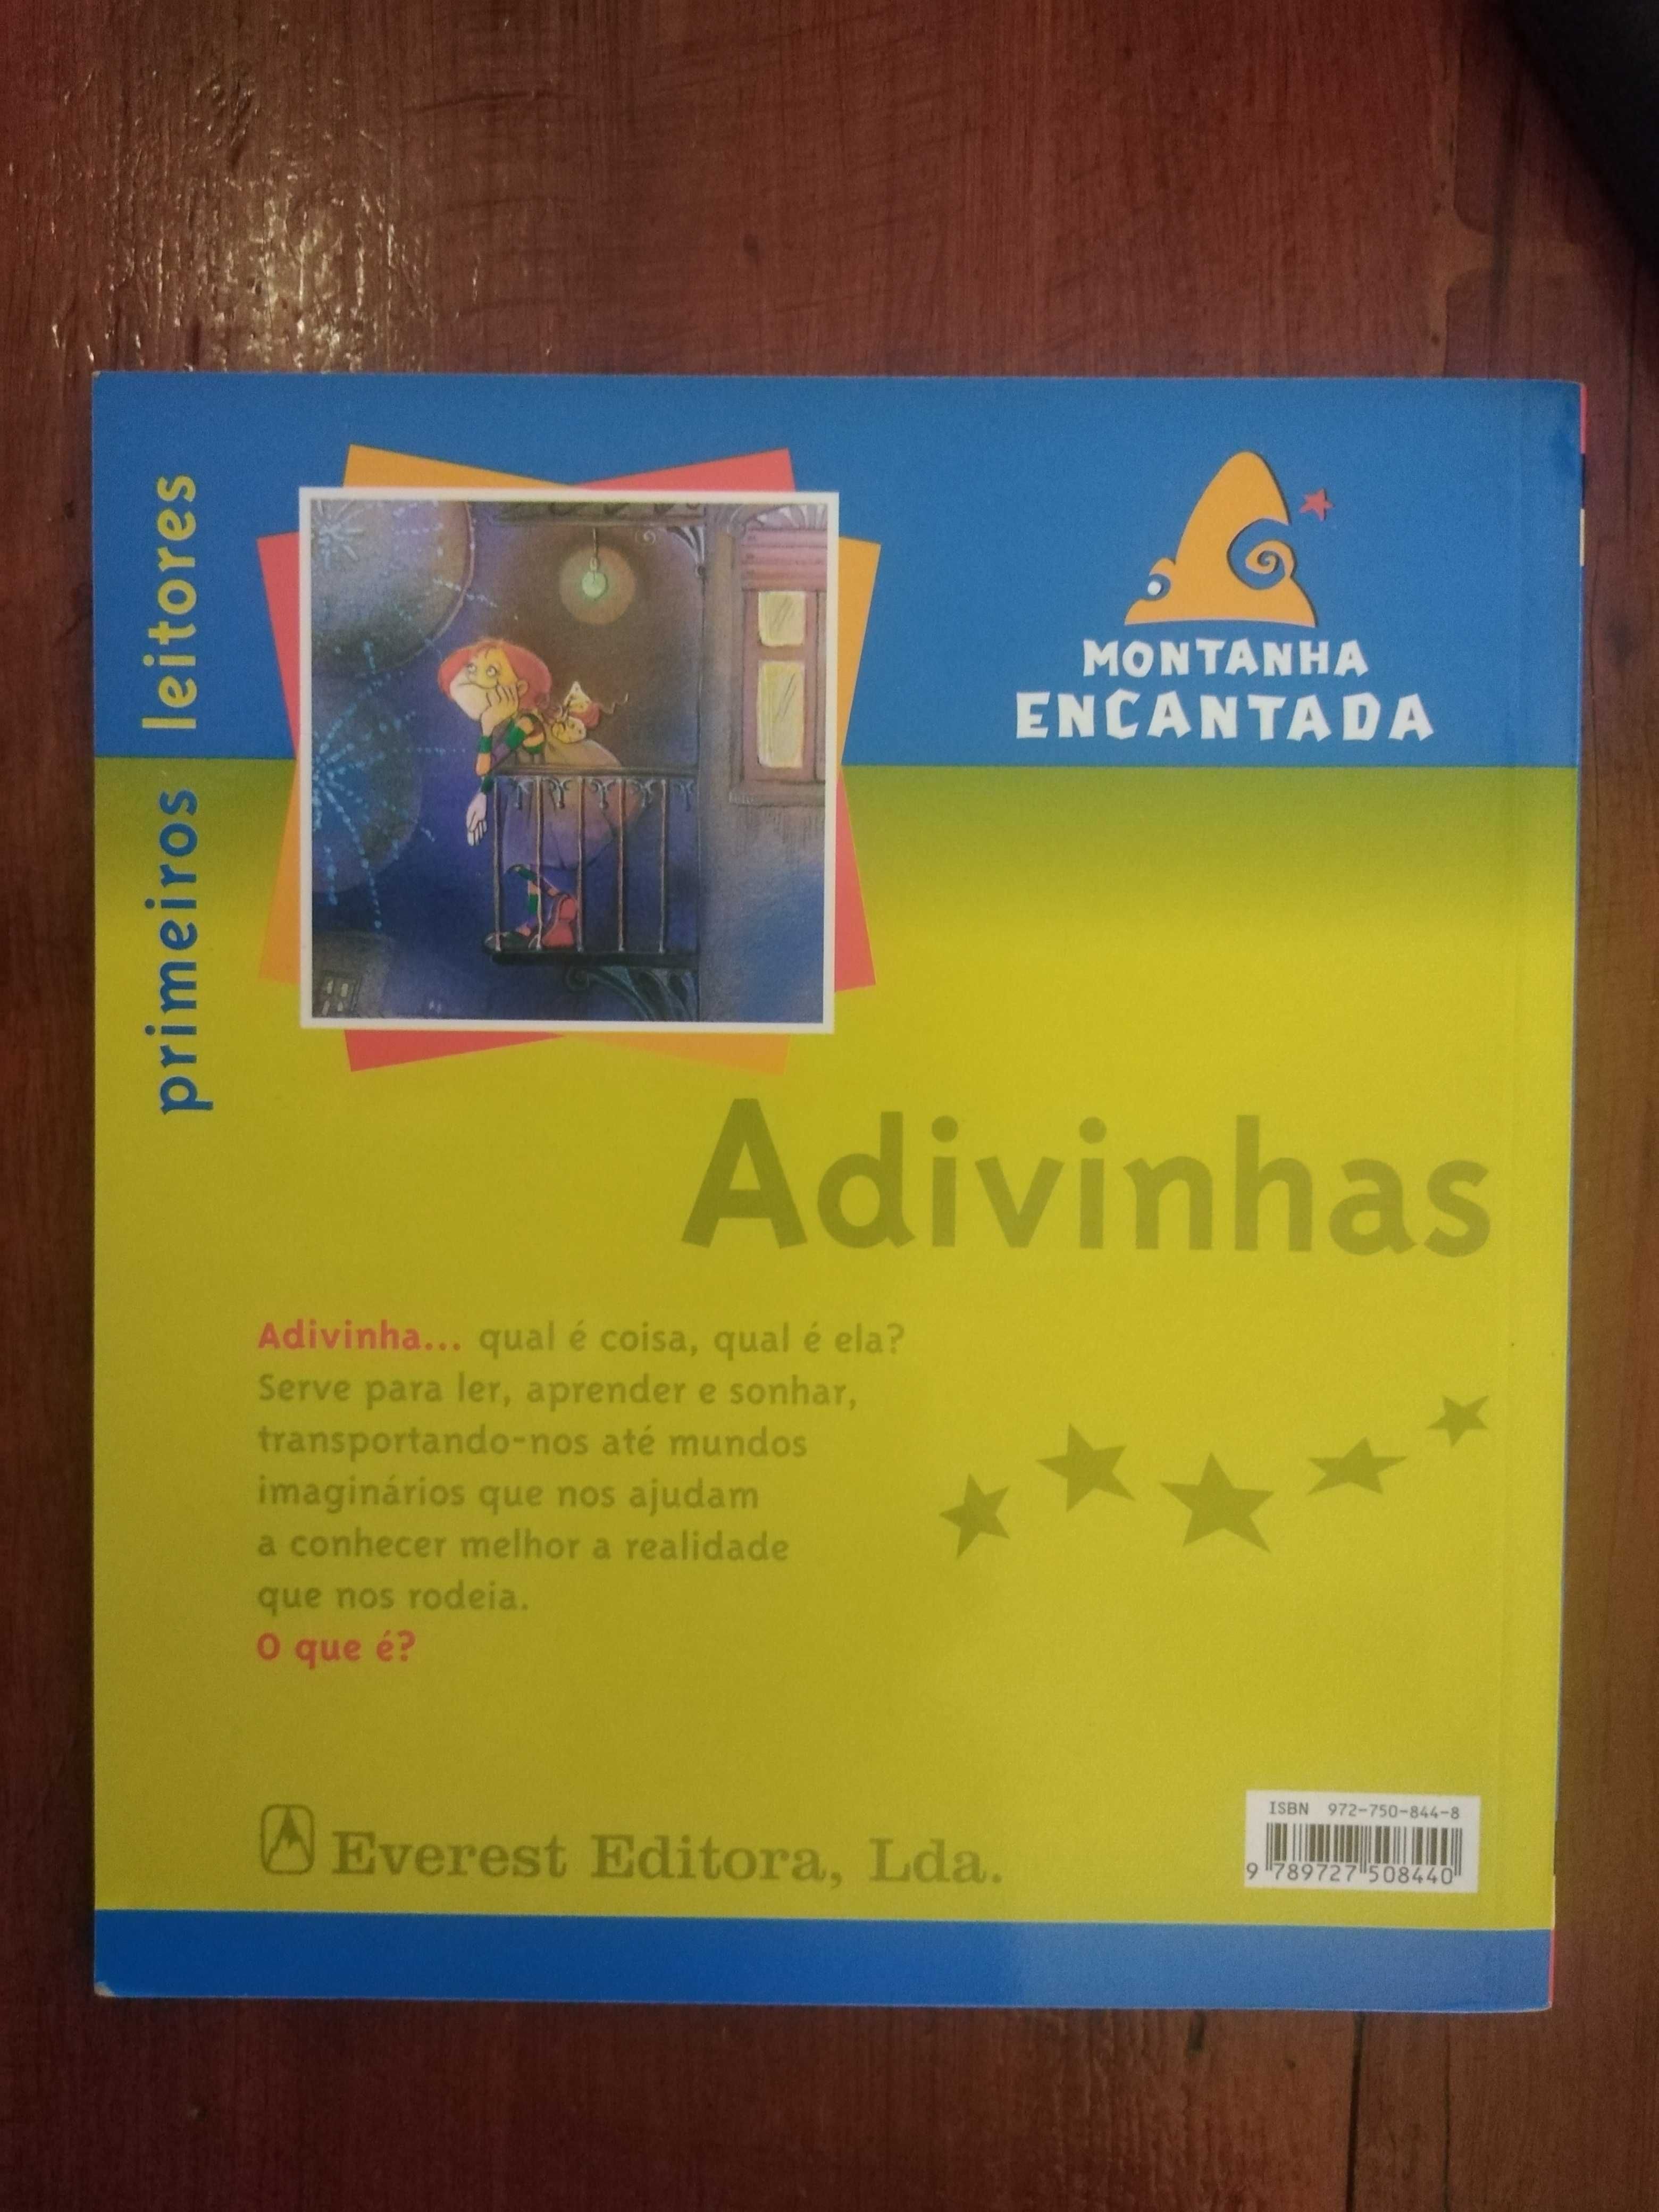 primeiros leitores
MONTANHA
ENCANTADA
Adivinhas
Adivinha... qual é coisa, qual é ela?
Serve para ler, aprender e sonhar,
transportando-nos até mundos
imaginários que nos ajudam
a conhecer melhor a realidade
que nos rodeia.
O que é?
Everest Editora, Lda.
ISBN 972-750-844-8
9 789727 508440